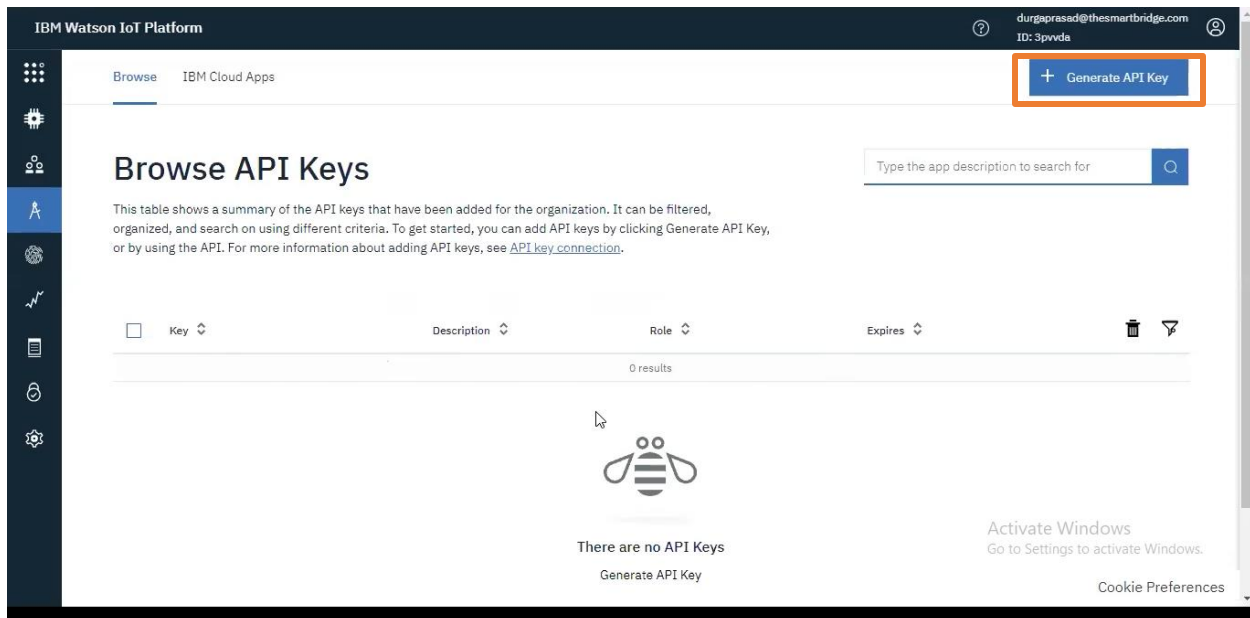 IBM Watson IoT Platform
durgaprasad@thesmartbridge.com
ID: 3pvvda
Browse
IBM Cloud Apps
+ Generate API Key
Browse API Keys
Type the app description to search for
This table shows a summary of the API keys that have been added for the organization. It can be filtered,
organized, and search on using different criteria. To get started, you can add API keys by clicking Generate API Key,
or by using the API. For more information about adding API keys, see API key connection.
Key
Description
Role
Expires
0 results
There are no API Keys
Generate API Key
Activate Windows
Go to Settings to activate Windows.
Cookie Preferences